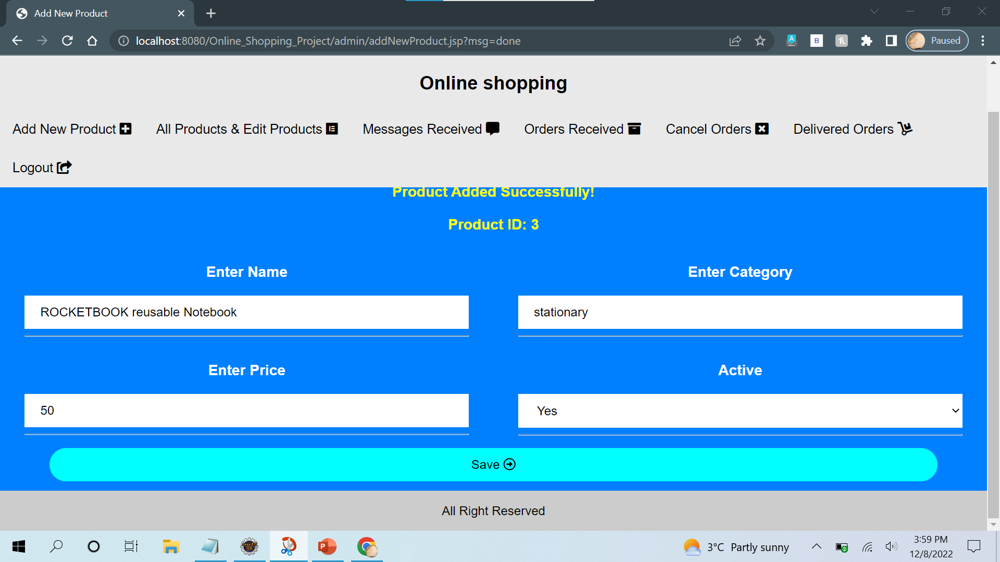 Add New Product
localhost:8080/Online_Shopping_Project/admin/addNewProduct.jsp?msg=done
A
B
h
Paused
Online shopping
Add New Product
All Products & Edit Products
Messages Received
Orders Received
Cancel Orders
Delivered Orders
Logout
Product Added Successfully!
Product ID: 3
Enter Name
Enter Category
ROCKETBOOK reusable Notebook
stationary
Enter Price
Active
50
Yes
Save
All Right Reserved
Java EE
IDE
P
3°C Partly sunny
3:59 PM
12/8/2022